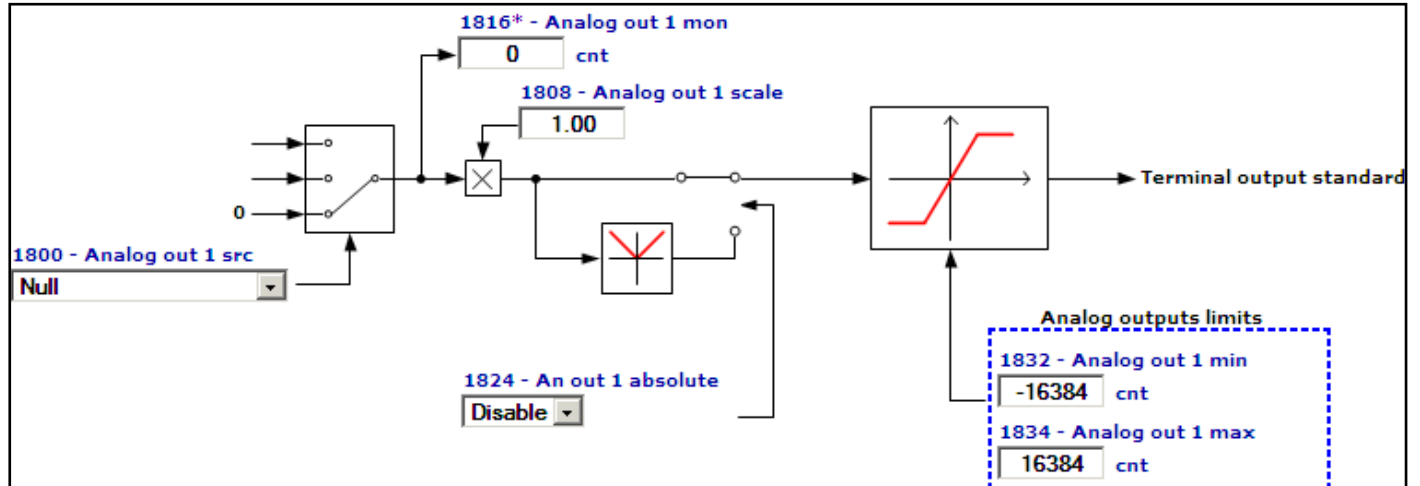 1816* - Analog out 1 mon
0 cnt
1808 - Analog out 1 scale
1.00
0
1800 - Analog out 1 src
Null
Terminal output standard
1824 - An out 1 absolute
Disable
Analog outputs limits
1832 - Analog out 1 min
-16384 cnt
1834 - Analog out 1 max
16384 cnt